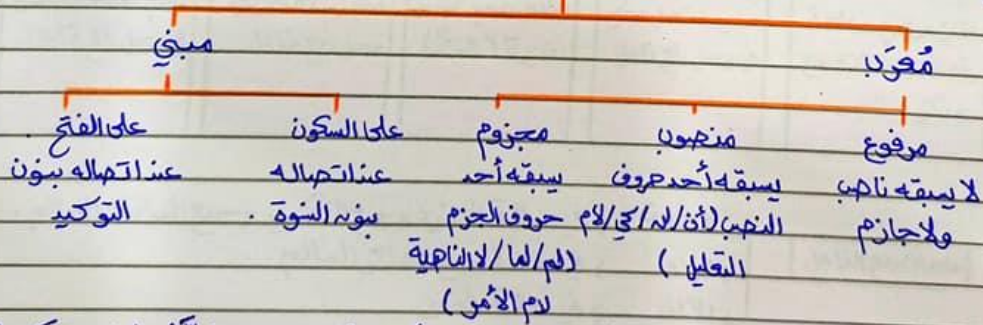 مُعرَب
مبني
مرفوع
لا يسبقه ناصب
ولا جازم
منصوب
يسبقه أحد حروف
النصب (أن/لن/كي/لام
التعليل)
مجزوم
يسبقه أحد
حروف الجزم
(لم/لما/لا الناهية
لام الأمر)
على السكون
عند اتصاله
بنون النسوة .
على الفتح .
عند اتصاله بنون
التوكيد